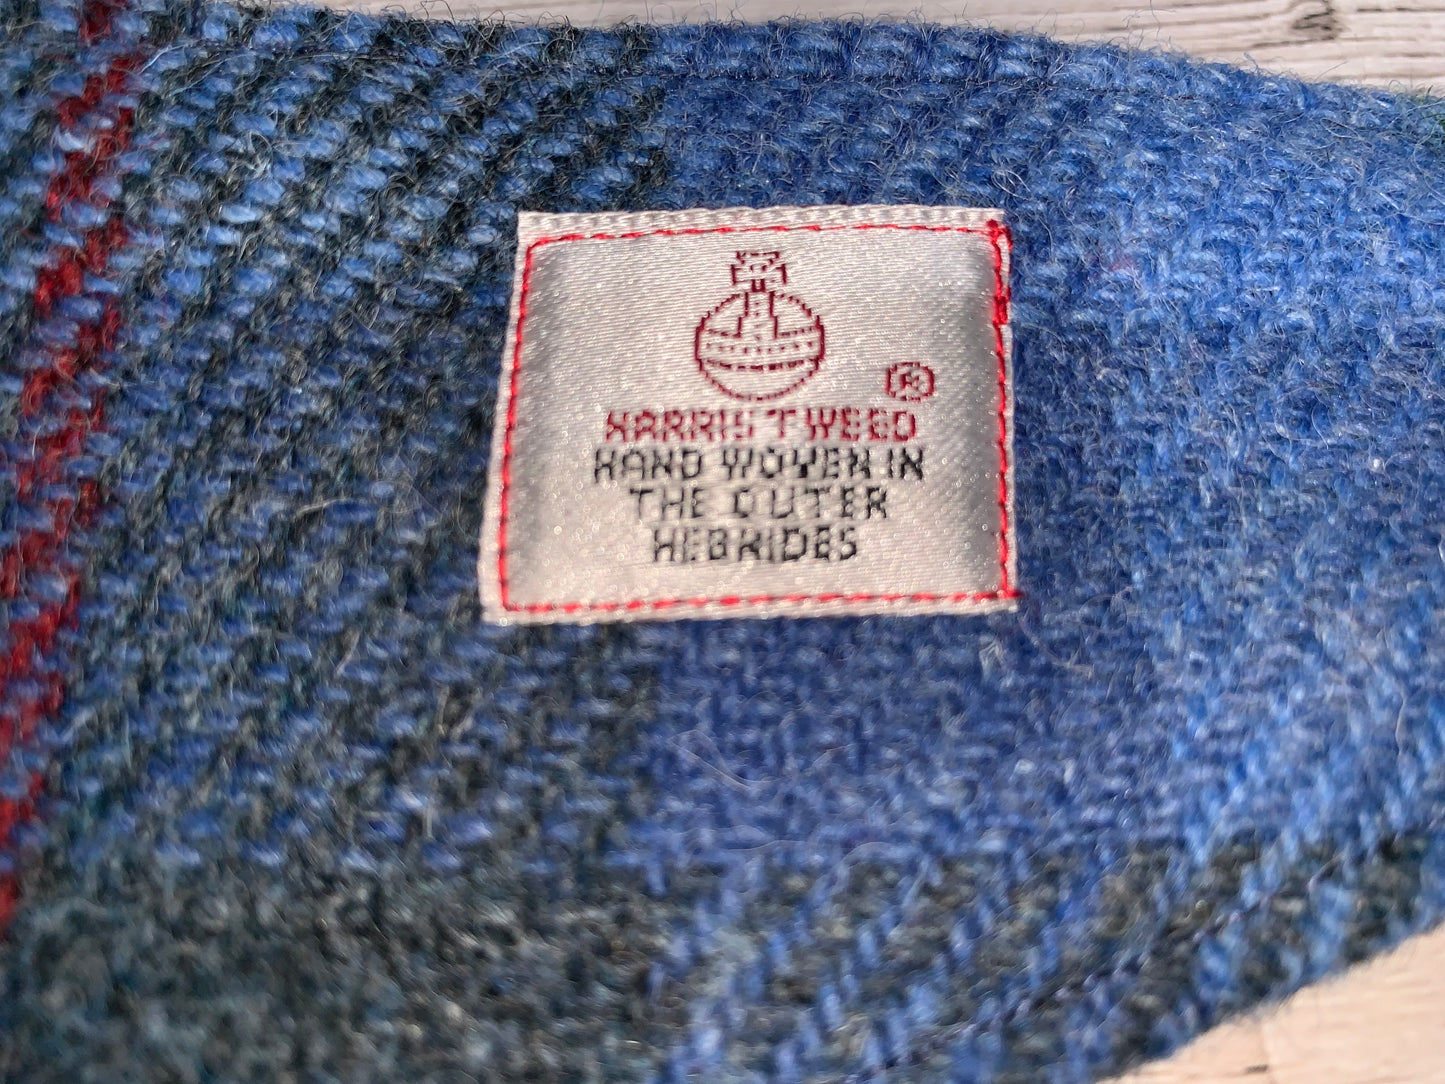 ®
HARRIS TWEED
HAND WOVEN IN
THE OUTER
HEBRIDES